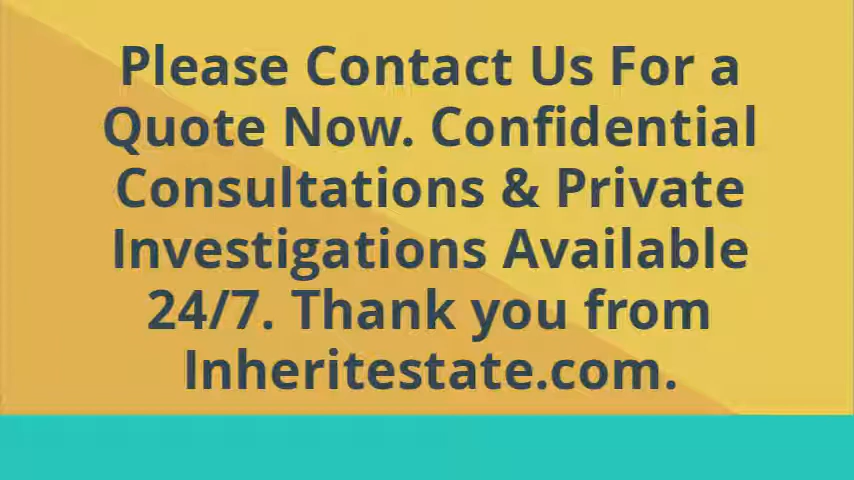 Please Contact Us For a
Quote Now. Confidential
Consultations & Private
Investigations Available
24/7. Thank you from
Inheritestate.com.